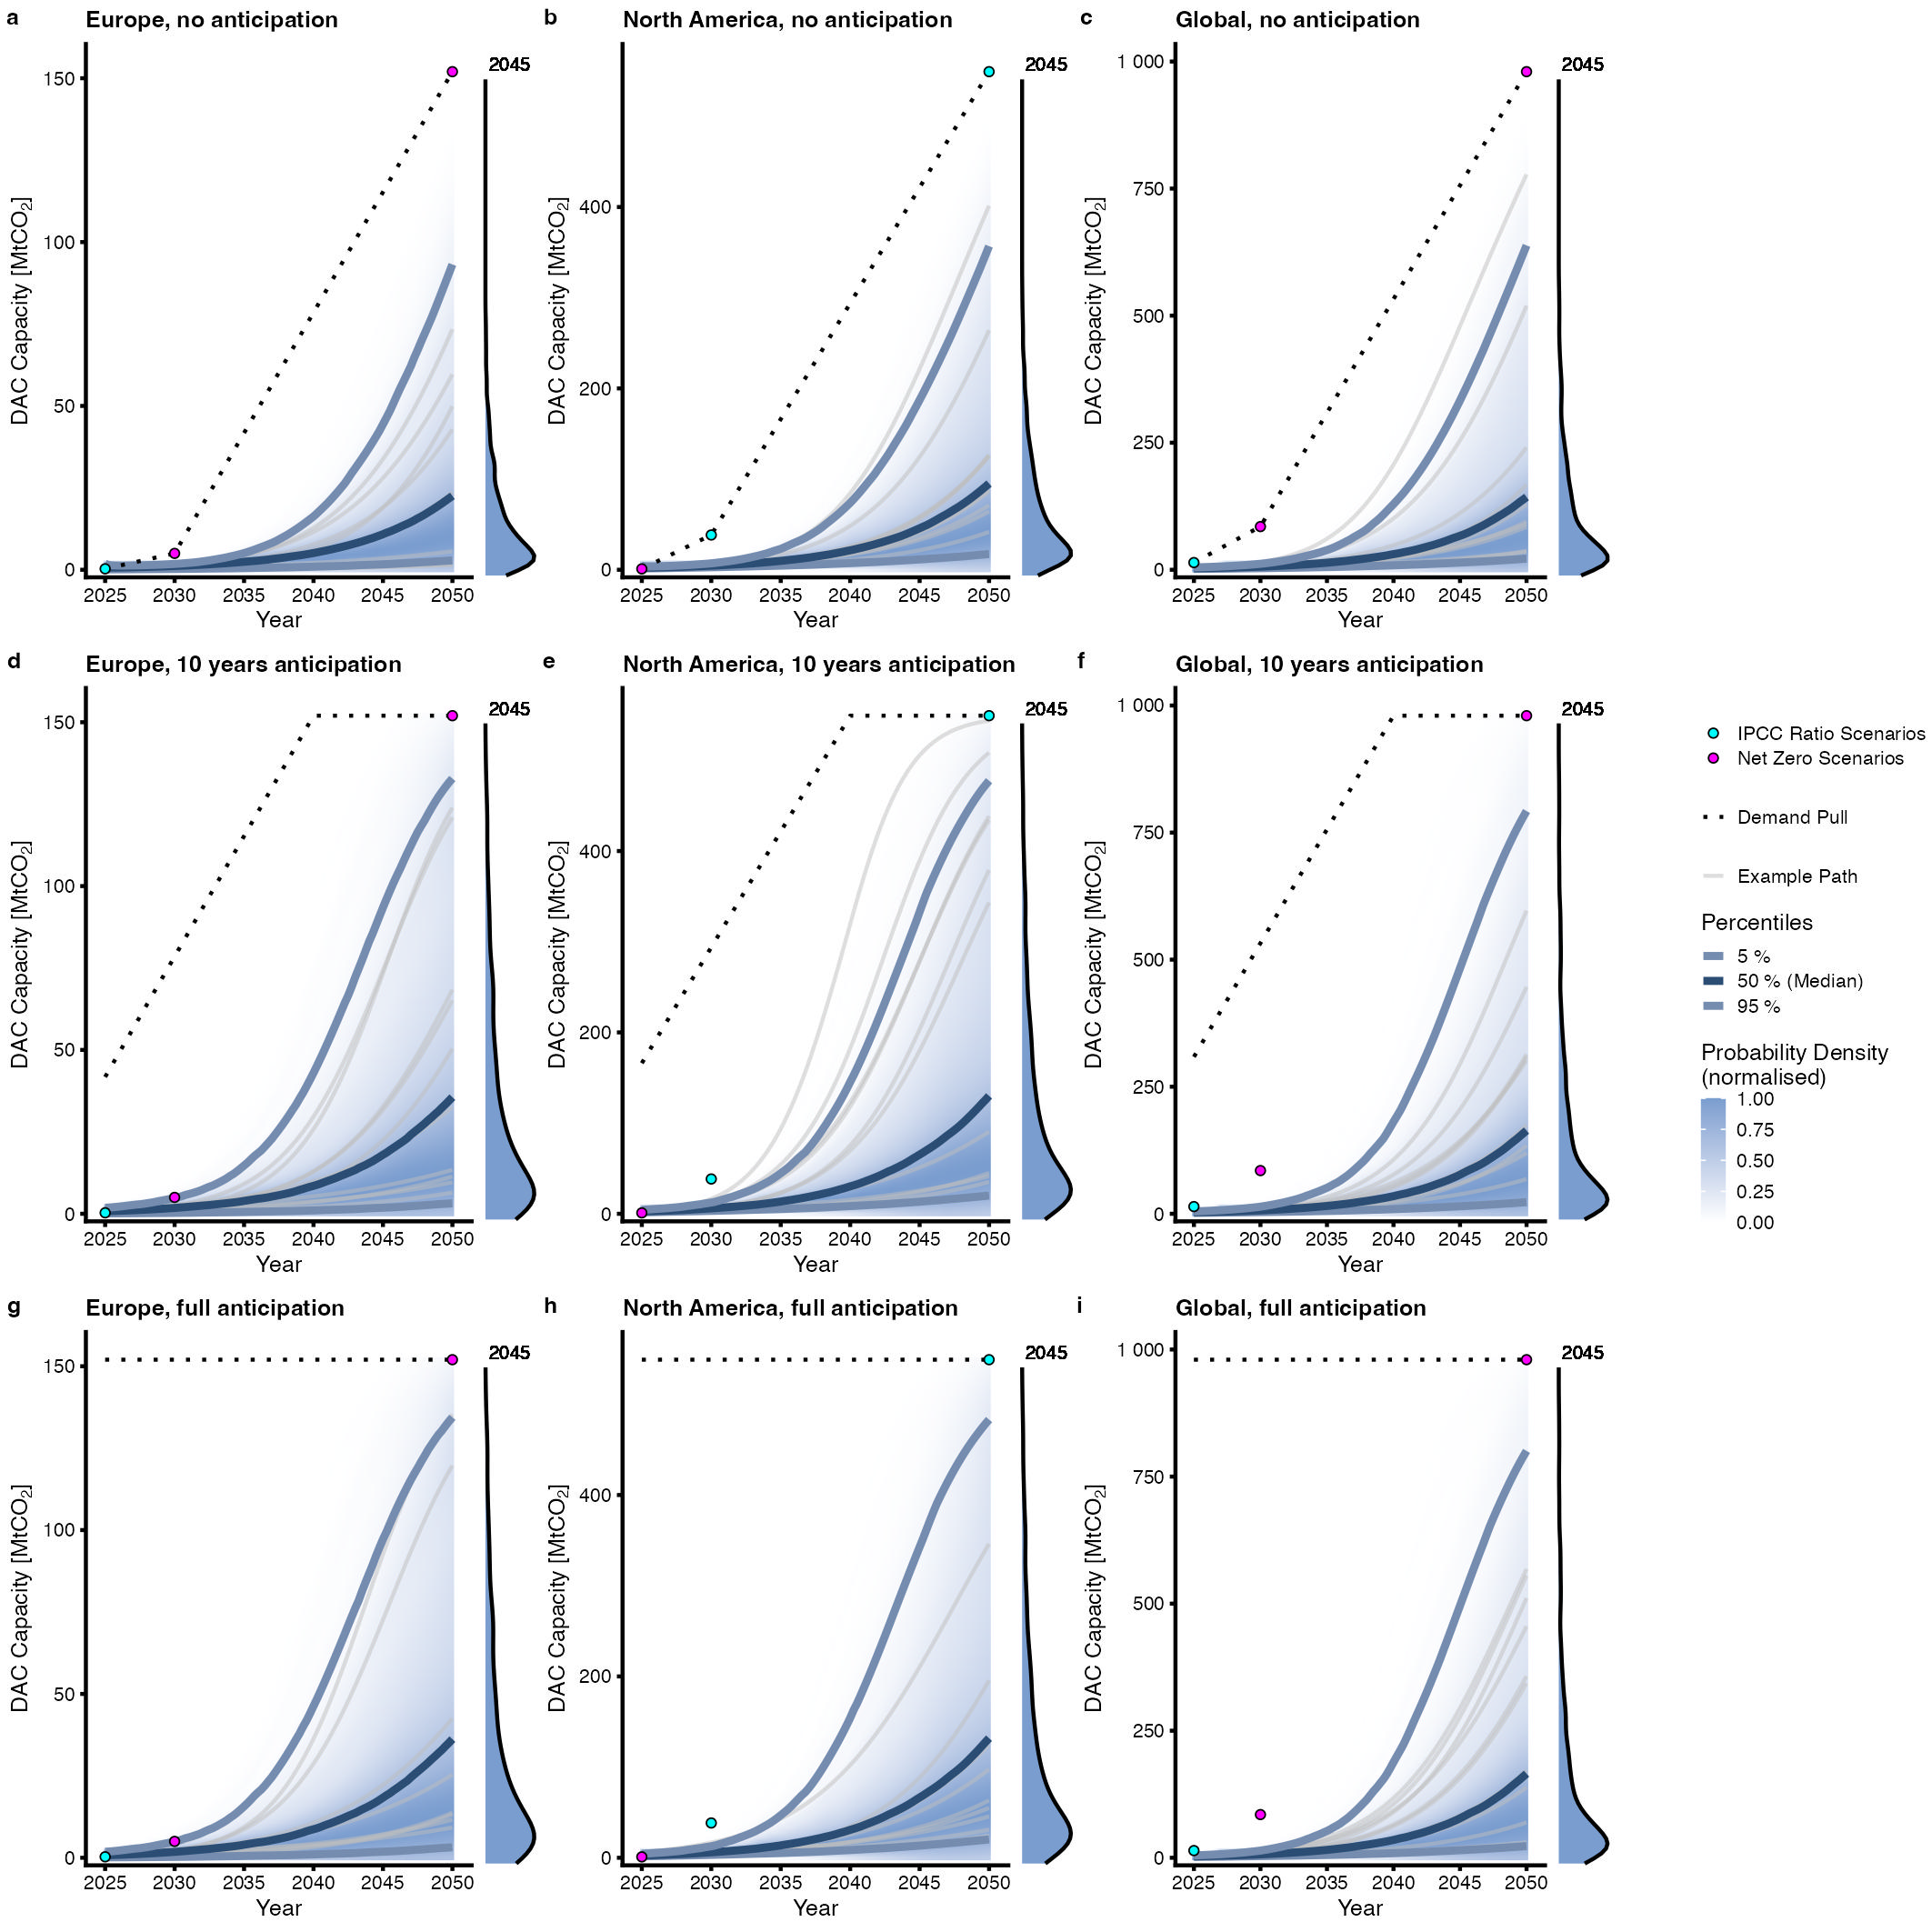 a Europe, no anticipation
2045
150
100
50
0
DAC Capacity [MtCO₂]
2025 2030 2035 2040 2045 2050
Year
b North America, no anticipation
2045
400
200
0
DAC Capacity [MtCO₂]
2025 2030 2035 2040 2045 2050
Year
c Global, no anticipation
2045
1 000
750
500
250
0
DAC Capacity [MtCO₂]
2025 2030 2035 2040 2045 2050
Year
d Europe, 10 years anticipation
2045
150
100
50
0
DAC Capacity [MtCO₂]
2025 2030 2035 2040 2045 2050
Year
e North America, 10 years anticipation
2045
400
200
0
DAC Capacity [MtCO₂]
2025 2030 2035 2040 2045 2050
Year
f Global, 10 years anticipation
2045
1 000
750
500
250
0
DAC Capacity [MtCO₂]
2025 2030 2035 2040 2045 2050
Year
IPCC Ratio Scenarios
Net Zero Scenarios
Demand Pull
Example Path
Percentiles
5 %
50 % (Median)
95 %
Probability Density
(normalised)
1.00
0.75
0.50
0.25
0.00
g Europe, full anticipation
2045
150
100
50
0
DAC Capacity [MtCO₂]
2025 2030 2035 2040 2045 2050
Year
h North America, full anticipation
2045
400
200
0
DAC Capacity [MtCO₂]
2025 2030 2035 2040 2045 2050
Year
i Global, full anticipation
2045
1 000
750
500
250
0
DAC Capacity [MtCO₂]
2025 2030 2035 2040 2045 2050
Year